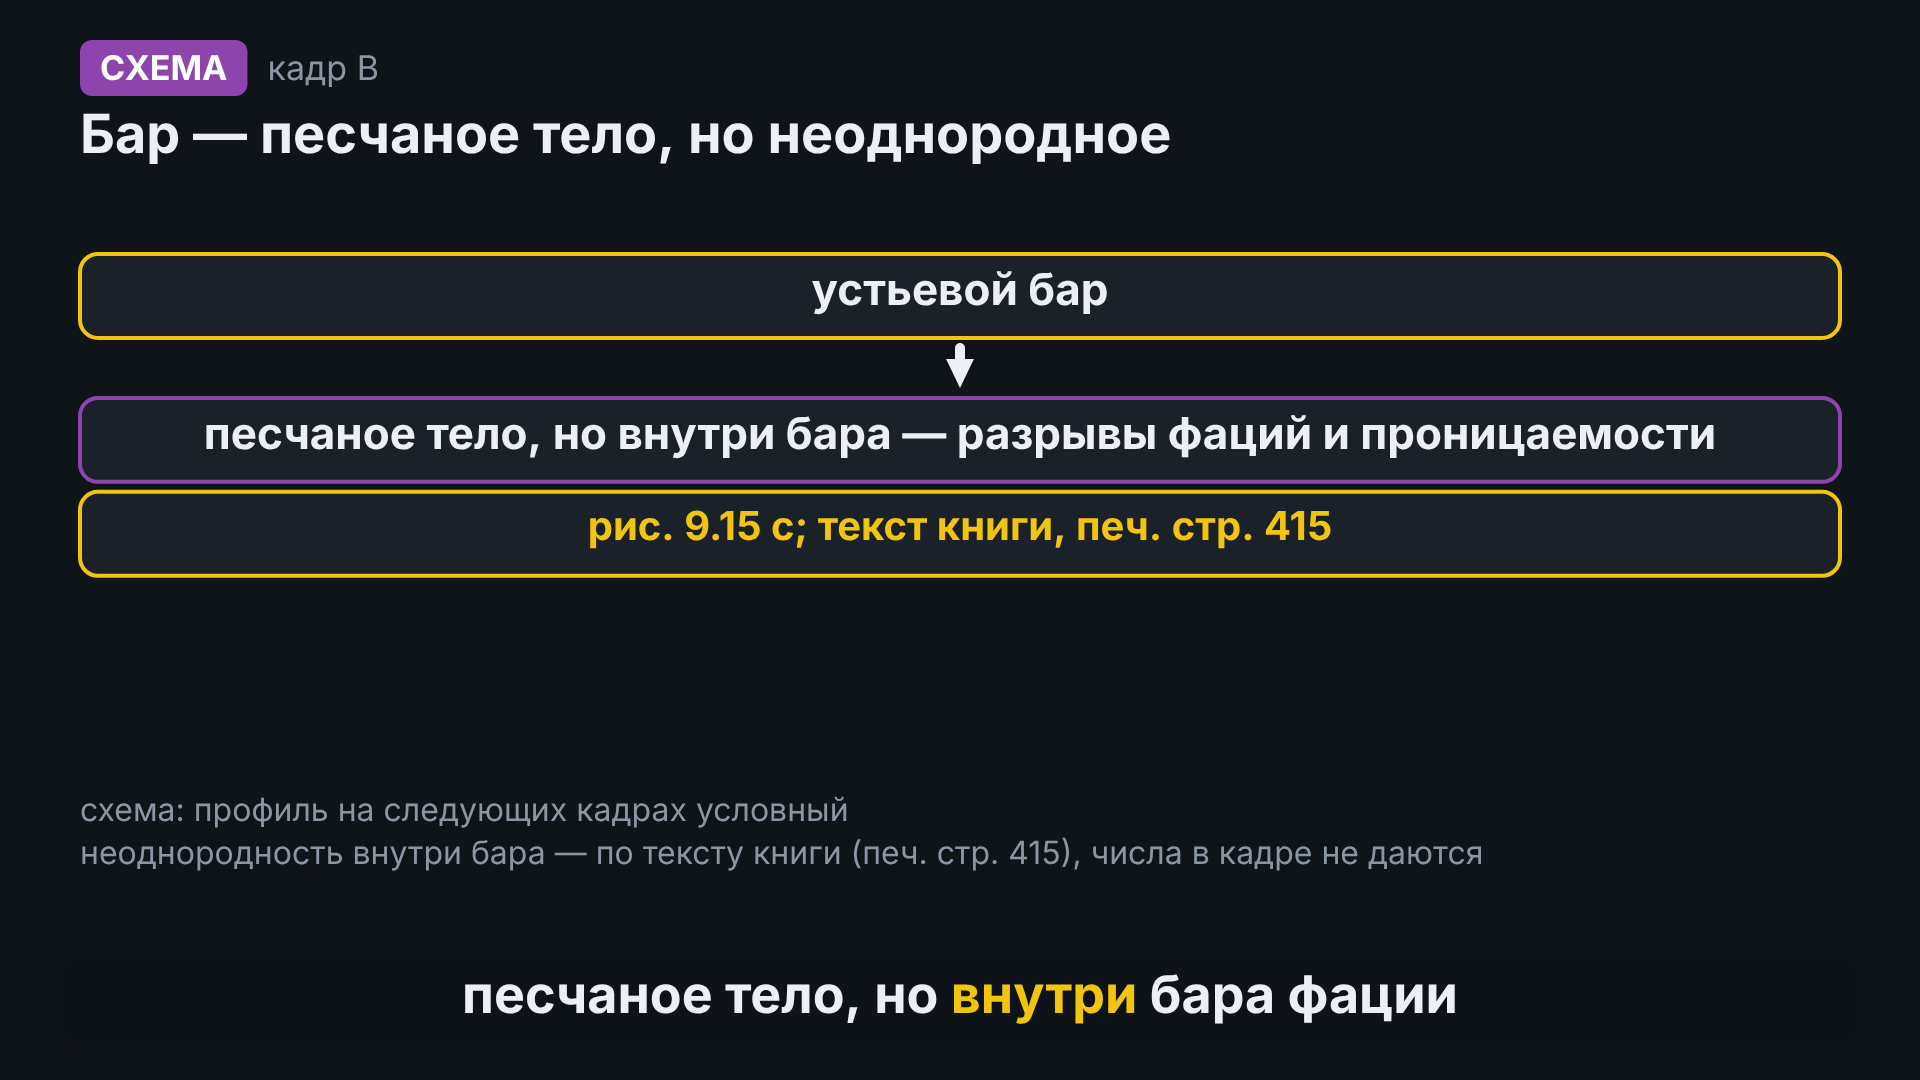 СХЕМА кадр B
Бар — песчаное тело, но неоднородное
устьевой бар
песчаное тело, но внутри бара — разрывы фаций и проницаемости
рис. 9.15 c; текст книги, печ. стр. 415
схема: профиль на следующих кадрах условный
неоднородность внутри бара — по тексту книги (печ. стр. 415), числа в кадре не даются
песчаное тело, но внутри бара фации